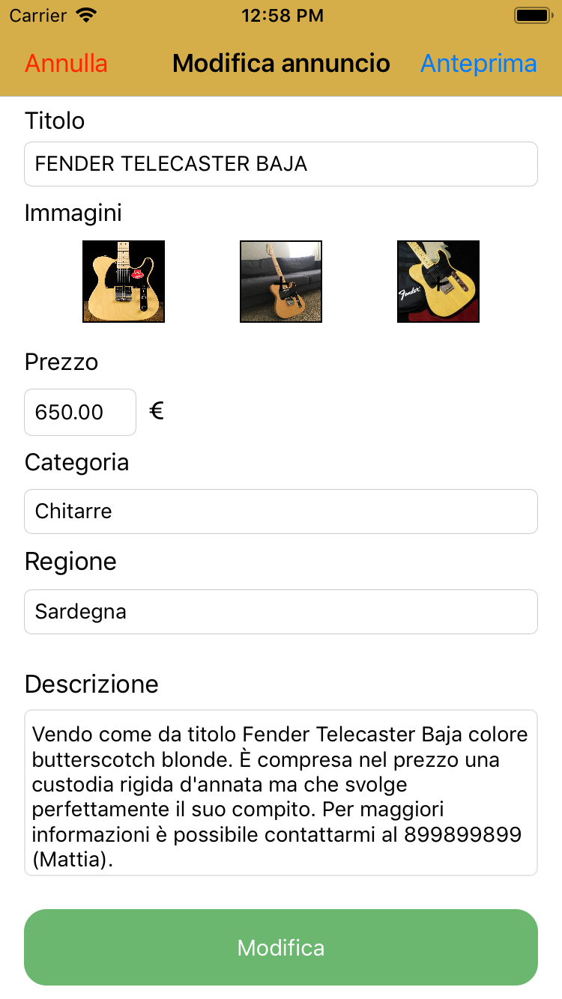 Carrier 12:58 PM
Annulla Modifica annuncio Anteprima
Titolo
FENDER TELECASTER BAJA
Immagini
Fender
Prezzo
650.00 €
Categoria
Chitarre
Regione
Sardegna
Descrizione
Vendo come da titolo Fender Telecaster Baja colore
butterscotch blonde. È compresa nel prezzo una
custodia rigida d'annata ma che svolge
perfettamente il suo compito. Per maggiori
informazioni è possibile contattarmi al 899899899
(Mattia).
Modifica